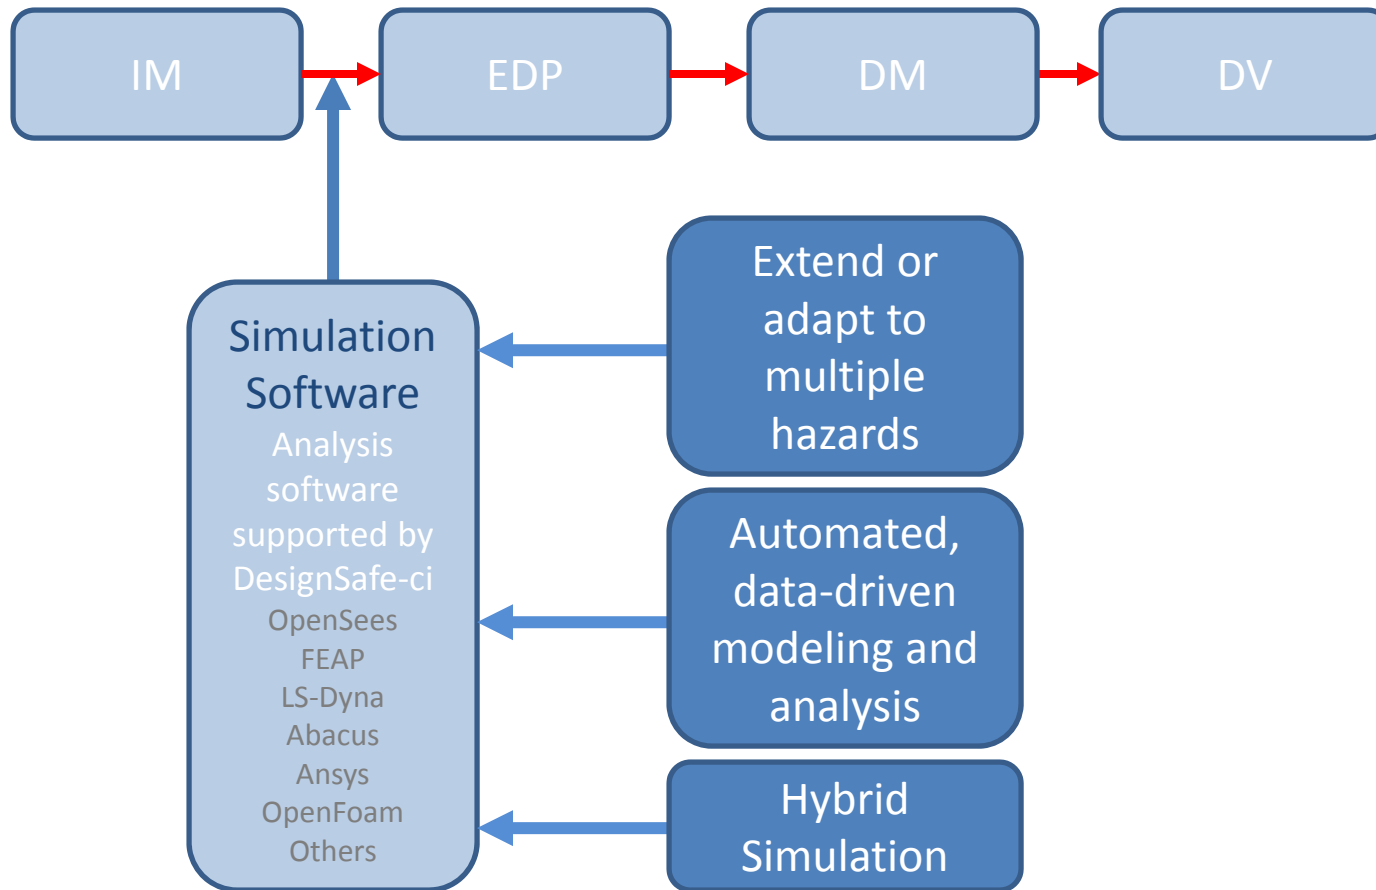 IM
EDP
DM
DV
Simulation
Software
Analysis
software
supported by
DesignSafe-ci
OpenSees
FEAP
LS-Dyna
Abacus
Ansys
OpenFoam
Others
Extend or
adapt to
multiple
hazards
Automated,
data-driven
modeling and
analysis
Hybrid
Simulation